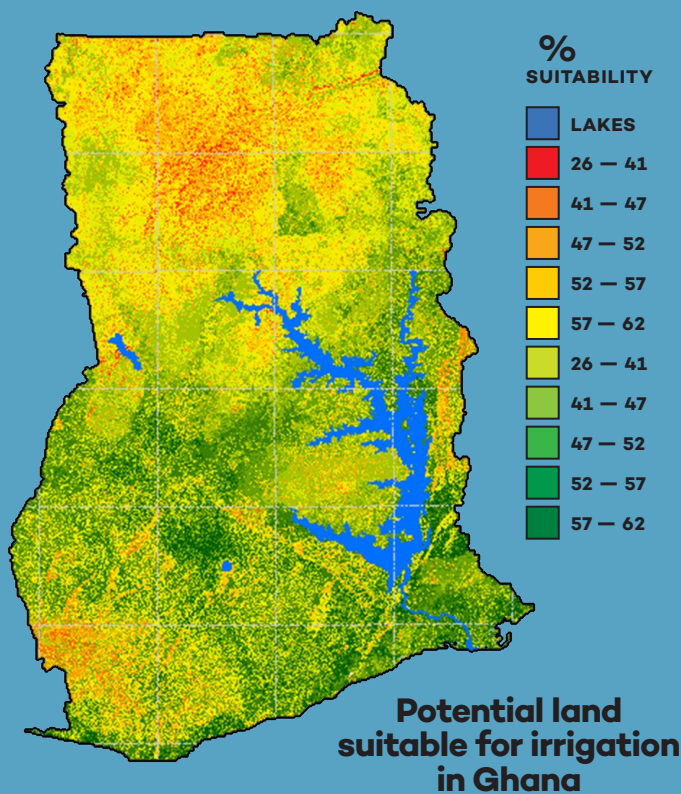 %
SUITABILITY
LAKES
26 — 41
41 — 47
47 — 52
52 — 57
57 — 62
26 — 41
41 — 47
47 — 52
52 — 57
57 — 62
Potential land
suitable for irrigation
in Ghana